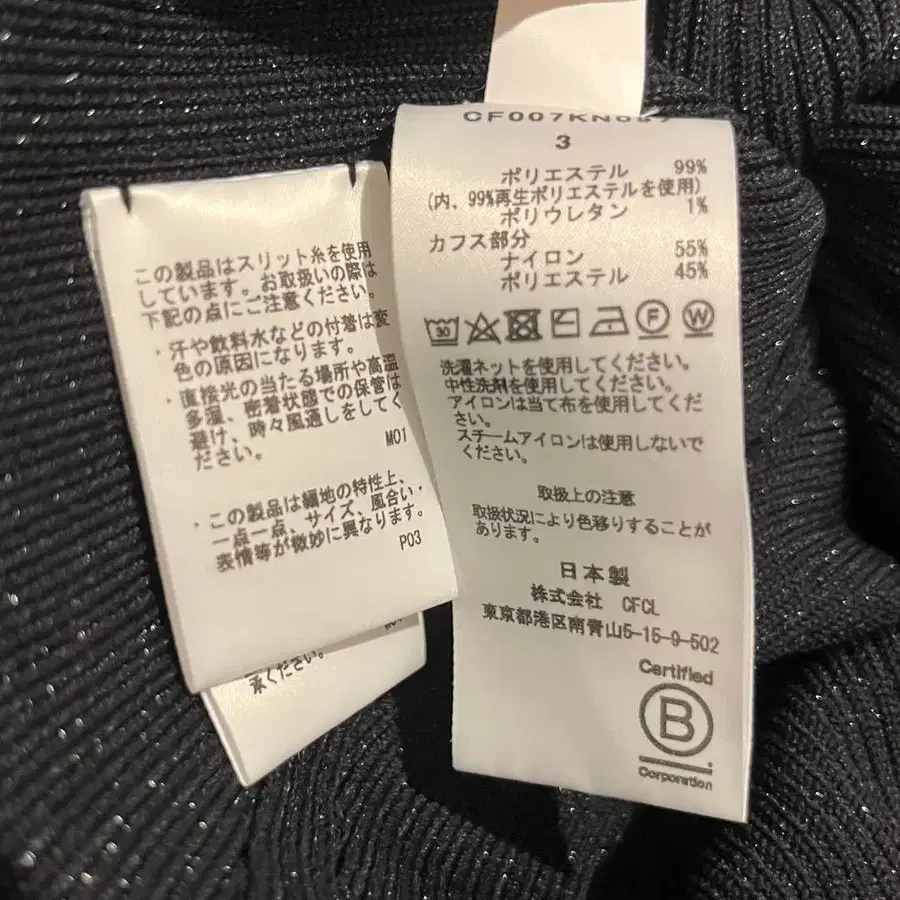 この製品はスリット糸を使用
しています。お取扱いの際は
下記の点にご注意ください。
・汗や飲料水などの付着は変
色の原因になります。
・直接光の当たる場所や高温
多湿、密着状態での保管は
避け、時々風通しをしてく
ださい。
M01
・この製品は編地の特性上、
一点一点、サイズ、風合い・
表情等が微妙に異なります。
P03
承ください。
3
ポリエステル 99%
(内、99%再生ポリエステルを使用)
ポリウレタン 1%
カフス部分
ナイロン 55%
ポリエステル 45%
30 F W
洗濯ネットを使用してください。
中性洗剤を使用してください。
アイロンは当て布を使用してくだ
さい。
スチームアイロンは使用しないで
ください。
取扱上の注意
取扱状況により色移りすることが
あります。
日本製
株式会社 CFCL
東京都港区南青山5-15-9-502
Certified
B
Corporation